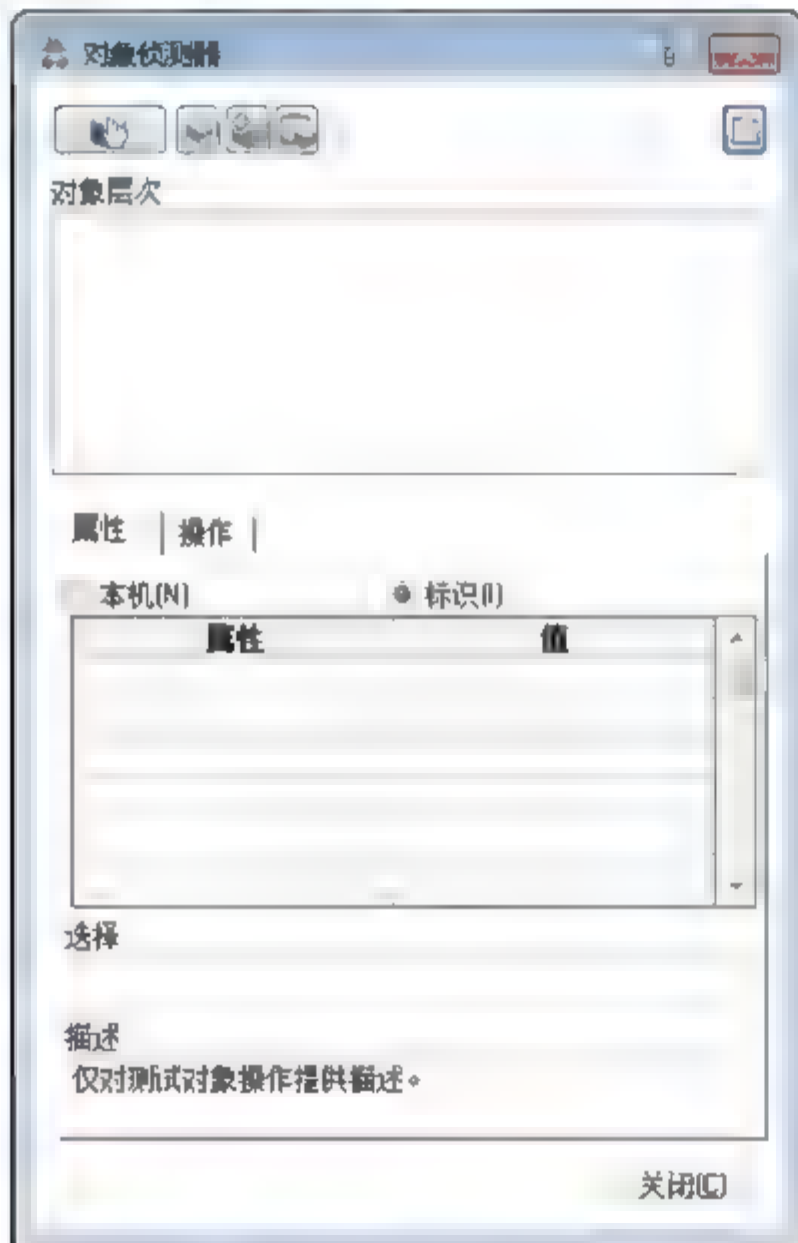 对象侦测器
对象层次
属性 操作
本机(N) 标识(I)
属性 值
选择
描述
仅对测试对象操作提供描述。
关闭(C)